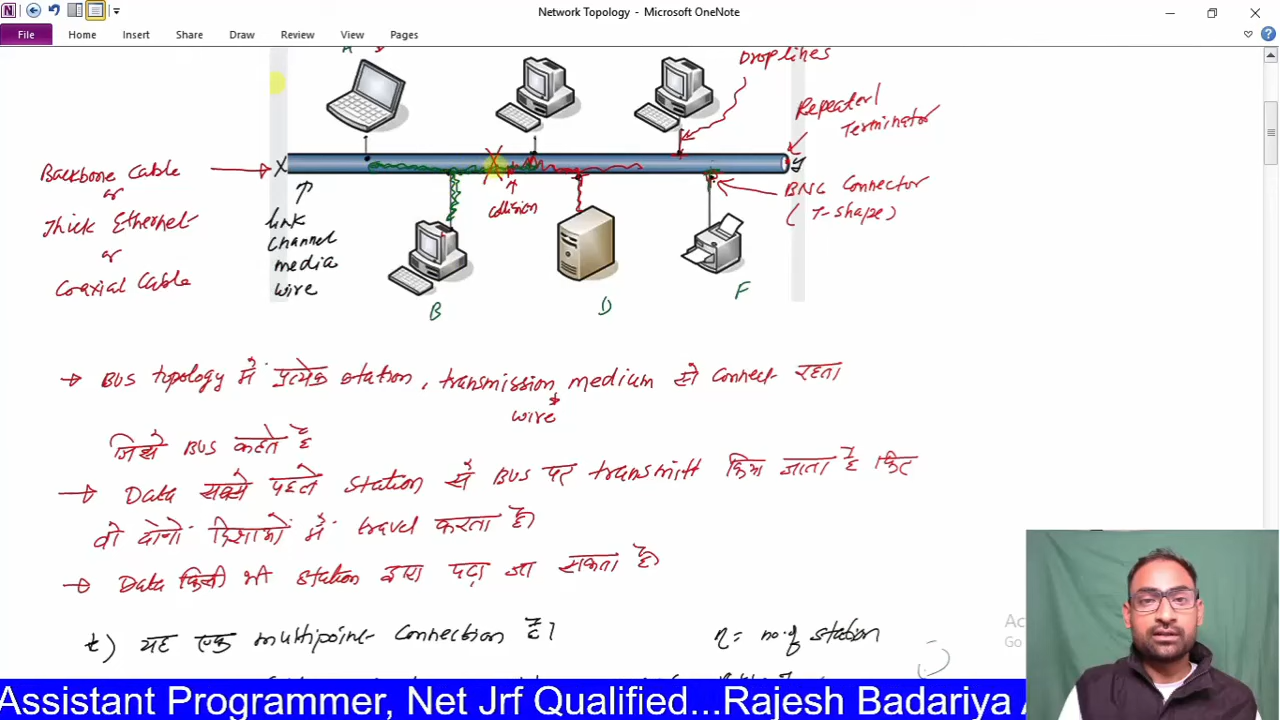 Network Topology - Microsoft OneNote
File Home Insert Share Draw Review View Pages
A
Drop lines
Repeater/
Terminator
X
y
Backbone Cable
or
Thick Ethernet
or
Coaxial Cable
link
channel
media
wire
collision
BNC Connector
(T-shape)
B
D
F
→ BUS topology में प्रत्येक station, transmission medium से connect रहता
wire
जिसे BUS कहते है
→ Data सबसे पहले station से BUS पर transmitt किया जाता है फिर
वो दोनों दिशाओं में travel करता है।
→ Data किसी भी station द्वारा पढ़ा जा सकता है।
t) यह एक multipoint connection है।
n = no. of station
Ac
Go
Assistant Programmer, Net Jrf Qualified...Rajesh Badariya A